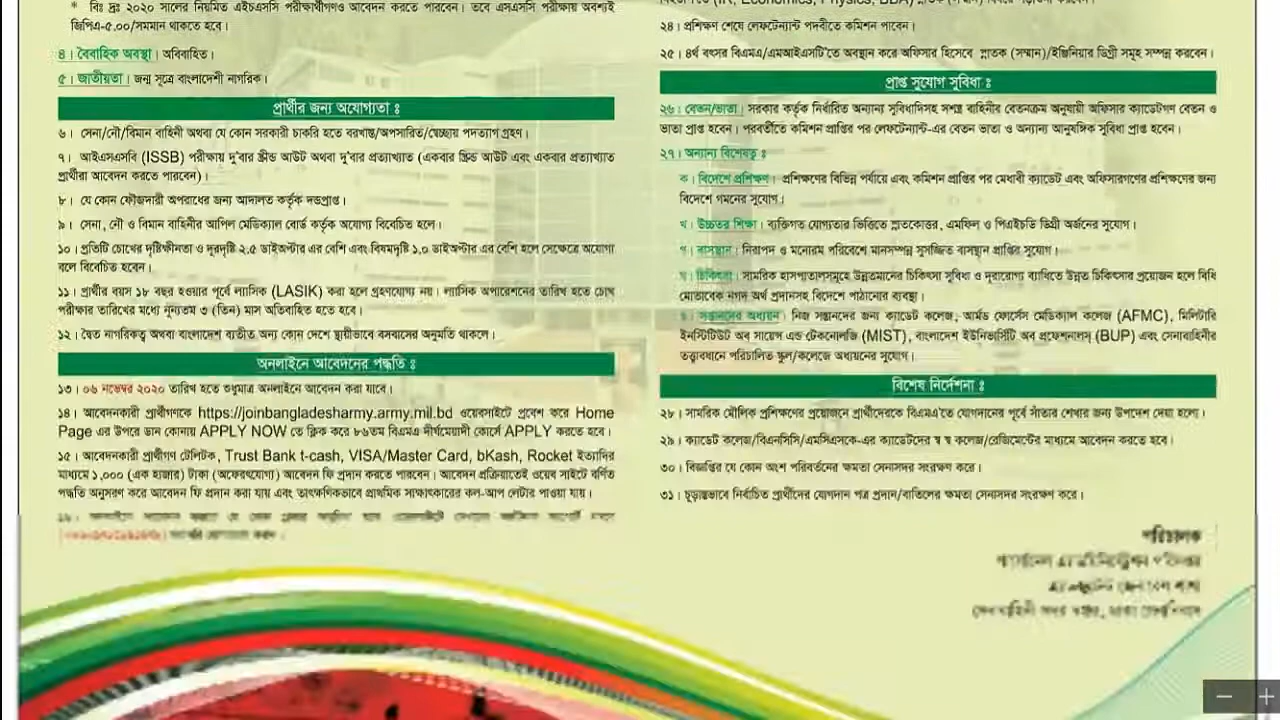 * বিঃ দ্রঃ ২০২০ সালের নিয়মিত এইচএসসি পরীক্ষার্থীগণও আবেদন করতে পারবেন। তবে এসএসসি পরীক্ষায় অবশ্যই
জিপিএ-৫.০০/সমমান থাকতে হবে।
৪। বৈবাহিক অবস্থা। অবিবাহিত।
৫। জাতীয়তা। জন্ম সূত্রে বাংলাদেশী নাগরিক।
প্রার্থীর জন্য অযোগ্যতা ঃ
৬। সেনা/নৌ/বিমান বাহিনী অথবা যে কোন সরকারী চাকরি হতে বরখাস্ত/অপসারিত/স্বেচ্ছায় পদত্যাগ গ্রহণ।
৭। আইএসএসবি (ISSB) পরীক্ষায় দু'বার স্ক্রীন্ড আউট অথবা দু'বার প্রত্যাখ্যাত (একবার স্ক্রিন্ড আউট এবং একবার প্রত্যাখ্যাত
প্রার্থীরা আবেদন করতে পারবেন)।
৮। যে কোন ফৌজদারী অপরাধের জন্য আদালত কর্তৃক দন্ডপ্রাপ্ত।
৯। সেনা, নৌ ও বিমান বাহিনীর আপিল মেডিক্যাল বোর্ড কর্তৃক অযোগ্য বিবেচিত হলে।
১০। প্রতিটি চোখের দৃষ্টিক্ষীনতা ও দূরদৃষ্টি ২.৫ ডাইঅপ্টার এর বেশি এবং বিষমদৃষ্টি ১.০ ডাইঅপ্টার এর বেশি হলে সেক্ষেত্রে অযোগ্য
বলে বিবেচিত হবেন।
১১। প্রার্থীর বয়স ১৮ বছর হওয়ার পূর্বে ল্যাসিক (LASIK) করা হলে গ্রহণযোগ্য নয়। ল্যাসিক অপারেশনের তারিখ হতে চোখ
পরীক্ষার তারিখের মধ্যে ন্যূনতম ৩ (তিন) মাস অতিবাহিত হতে হবে।
১২। দ্বৈত নাগরিকত্ব অথবা বাংলাদেশ ব্যতীত অন্য কোন দেশে স্থায়ীভাবে বসবাসের অনুমতি থাকলে।
অনলাইনে আবেদনের পদ্ধতি ঃ
১৩। ০৬ নভেম্বর ২০২০ তারিখ হতে শুধুমাত্র অনলাইনে আবেদন করা যাবে।
১৪। আবেদনকারী প্রার্থীগণকে https://joinbangladesharmy.army.mil.bd ওয়েবসাইটে প্রবেশ করে Home
Page এর উপরে ডান কোনায় APPLY NOW তে ক্লিক করে ৮৬তম বিএমএ দীর্ঘমেয়াদী কোর্সে APPLY করতে হবে।
১৫। আবেদনকারী প্রার্থীগণ টেলিটক, Trust Bank t-cash, VISA/Master Card, bKash, Rocket ইত্যাদির
মাধ্যমে ১,০০০ (এক হাজার) টাকা (অফেরৎযোগ্য) আবেদন ফি প্রদান করতে পারবেন। আবেদন প্রক্রিয়াতেই ওয়েব সাইটে বর্ণিত
পদ্ধতি অনুসরণ করে আবেদন ফি প্রদান করা যায় এবং তাৎক্ষণিকভাবে প্রাথমিক সাক্ষাৎকারের কল-আপ লেটার পাওয়া যায়।
(IR, Economics, Physics, BBA)
২৪। প্রশিক্ষণ শেষে লেফটেন্যান্ট পদবীতে কমিশন পাবেন।
২৫। ৪র্থ বৎসর বিএমএ/এমআইএসটি'তে অবস্থান করে অফিসার হিসেবে স্নাতক (সম্মান)/ইঞ্জিনিয়ার ডিগ্রী সমূহ সম্পন্ন করবেন।
প্রাপ্ত সুযোগ সুবিধা ঃ
২৬। বেতন/ভাতা। সরকার কর্তৃক নির্ধারিত অন্যান্য সুবিধাদিসহ সশস্ত্র বাহিনীর বেতনক্রম অনুযায়ী অফিসার ক্যাডেটগণ বেতন ও
ভাতা প্রাপ্ত হবেন। পরবর্তীতে কমিশন প্রাপ্তির পর লেফটেন্যান্ট-এর বেতন ভাতা ও অন্যান্য আনুষঙ্গিক সুবিধা প্রাপ্ত হবেন।
২৭। অন্যান্য বিশেষত্ব ঃ
ক। বিদেশে প্রশিক্ষণ। প্রশিক্ষণের বিভিন্ন পর্যায়ে এবং কমিশন প্রাপ্তির পর মেধাবী ক্যাডেট এবং অফিসারগণের প্রশিক্ষণের জন্য
বিদেশে গমনের সুযোগ।
খ। উচ্চতর শিক্ষা। ব্যক্তিগত যোগ্যতার ভিত্তিতে স্নাতকোত্তর, এমফিল ও পিএইচডি ডিগ্রী অর্জনের সুযোগ।
গ। বাসস্থান। নিরাপদ ও মনোরম পরিবেশে মানসম্পন্ন সুসজ্জিত বাসস্থান প্রাপ্তির সুযোগ।
ঘ। চিকিৎসা। সামরিক হাসপাতালসমূহে উন্নতমানের চিকিৎসা সুবিধা ও দূরারোগ্য ব্যাধিতে উন্নত চিকিৎসার প্রয়োজন হলে বিধি
মোতাবেক নগদ অর্থ প্রদানসহ বিদেশে পাঠানোর ব্যবস্থা।
ঙ। সন্তানদের অধ্যয়ন। নিজ সন্তানদের জন্য ক্যাডেট কলেজ, আর্মড ফোর্সেস মেডিক্যাল কলেজ (AFMC), মিলিটারি
ইনস্টিটিউট অব সায়েন্স এন্ড টেকনোলজি (MIST), বাংলাদেশ ইউনিভার্সিটি অব প্রফেশনালস্ (BUP) এবং সেনাবাহিনীর
তত্ত্বাবধানে পরিচালিত স্কুল/কলেজে অধ্যয়নের সুযোগ।
বিশেষ নির্দেশনা ঃ
২৮। সামরিক মৌলিক প্রশিক্ষণের প্রয়োজনে প্রার্থীদেরকে বিএমএ'তে যোগদানের পূর্বে সাঁতার শেখার জন্য উপদেশ দেয়া হলো।
২৯। ক্যাডেট কলেজ/বিএনসিসি/এমসিএসকে-এর ক্যাডেটদের স্ব স্ব কলেজ/রেজিমেন্টের মাধ্যমে আবেদন করতে হবে।
৩০। বিজ্ঞপ্তির যে কোন অংশ পরিবর্তনের ক্ষমতা সেনাসদর সংরক্ষণ করে।
৩১। চূড়ান্তভাবে নির্বাচিত প্রার্থীদের যোগদান পত্র প্রদান/বাতিলের ক্ষমতা সেনাসদর সংরক্ষণ করে।
পরিচালক